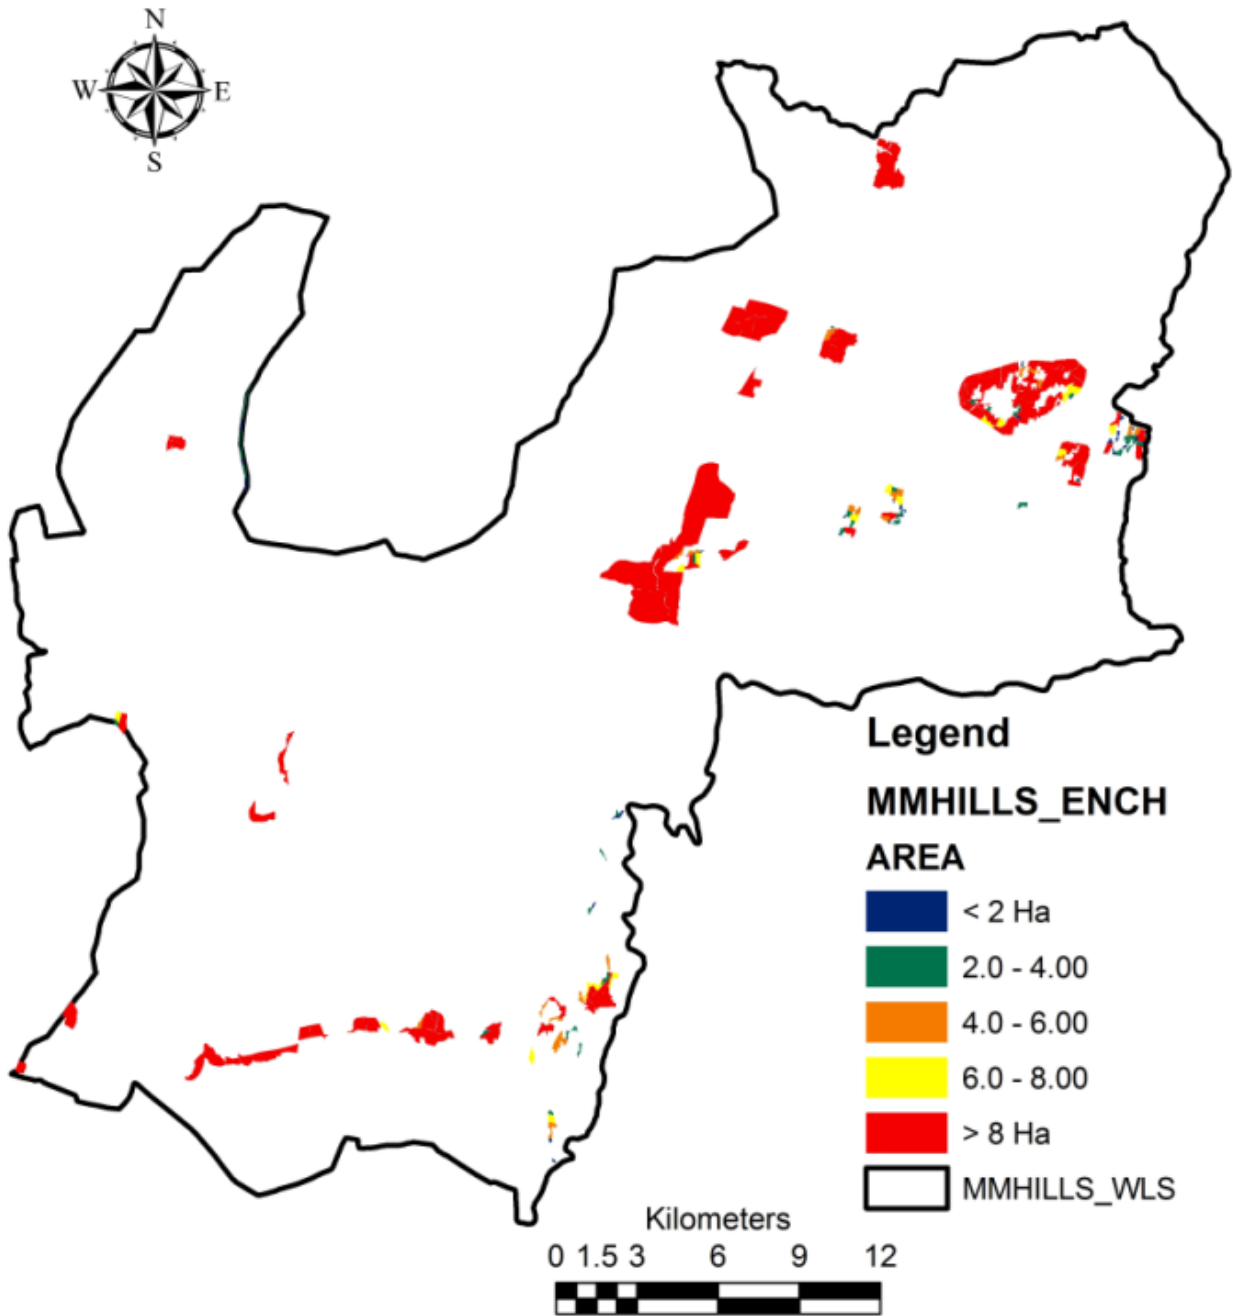 N
W E
S
Legend
MMHILLS_ENCH
AREA
< 2 Ha
2.0 - 4.00
4.0 - 6.00
6.0 - 8.00
> 8 Ha
MMHILLS_WLS
Kilometers
0 1.5 3 6 9 12